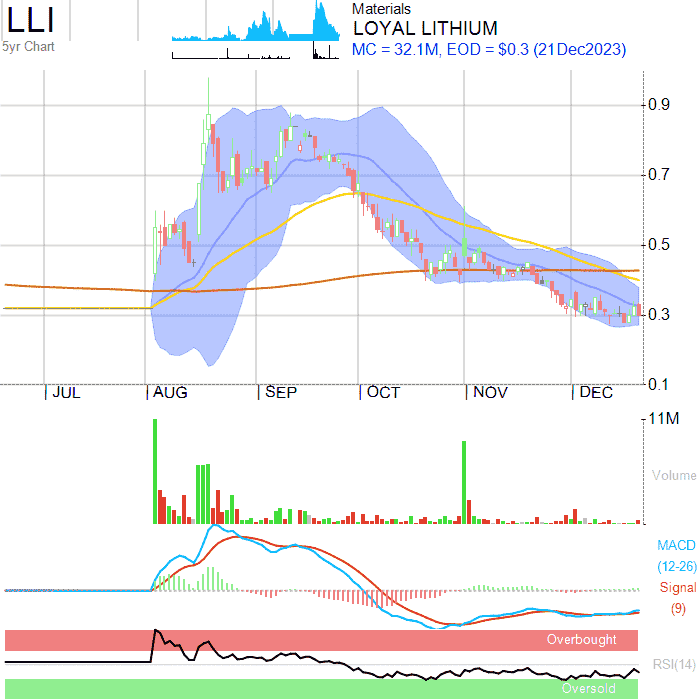 LLI
5yr Chart
Materials
LOYAL LITHIUM
MC = 32.1M, EOD = $0.3 (21Dec2023)
0.9
0.7
0.5
0.3
0.1
JUL AUG SEP OCT NOV DEC
11M
Volume
MACD
(12-26)
Signal
(9)
Overbought
RSI(14)
Oversold